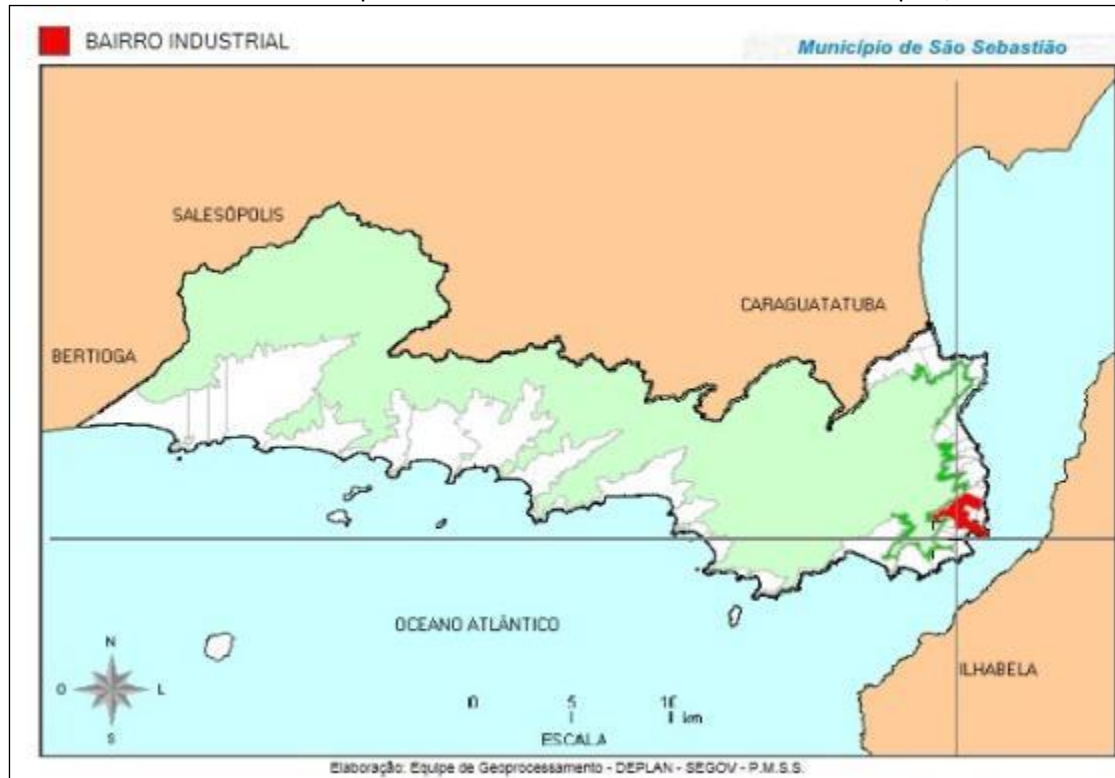 BAIRRO INDUSTRIAL
Município de São Sebastião
SALESÓPOLIS
CARAGUATATUBA
BERTIOGA
OCEANO ATLÂNTICO
ILHABELA
N
O L
S
0 5 10
km
ESCALA
Elaboração: Equipe de Geoprocessamento - DEPLAN - SEGOV - P.M.S.S.